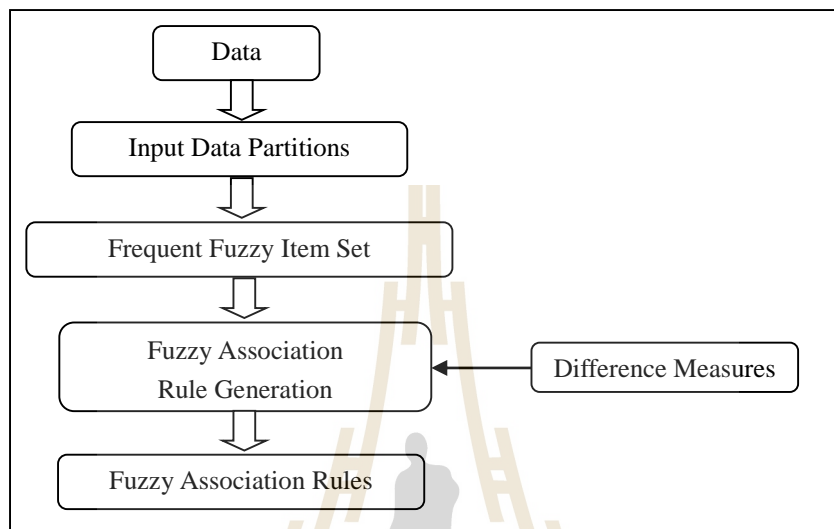 Data
Input Data Partitions
Frequent Fuzzy Item Set
Fuzzy Association
Rule Generation
Difference Measures
Fuzzy Association Rules